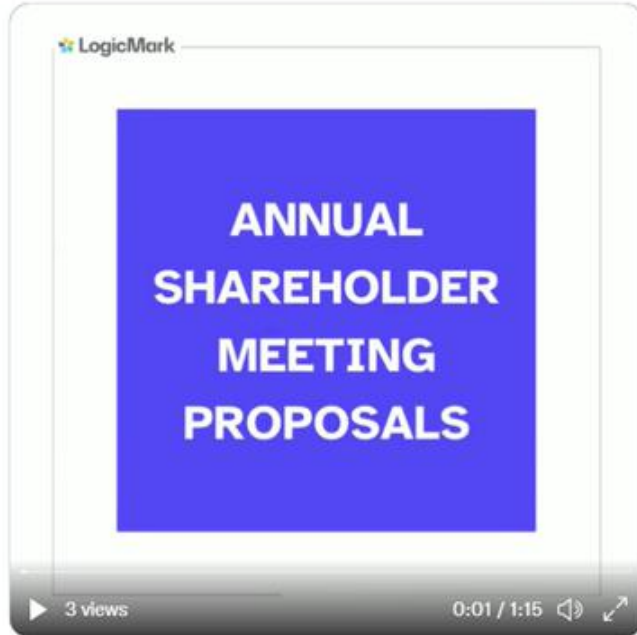 LogicMark
ANNUAL
SHAREHOLDER
MEETING
PROPOSALS
3 views 0:01 / 1:15